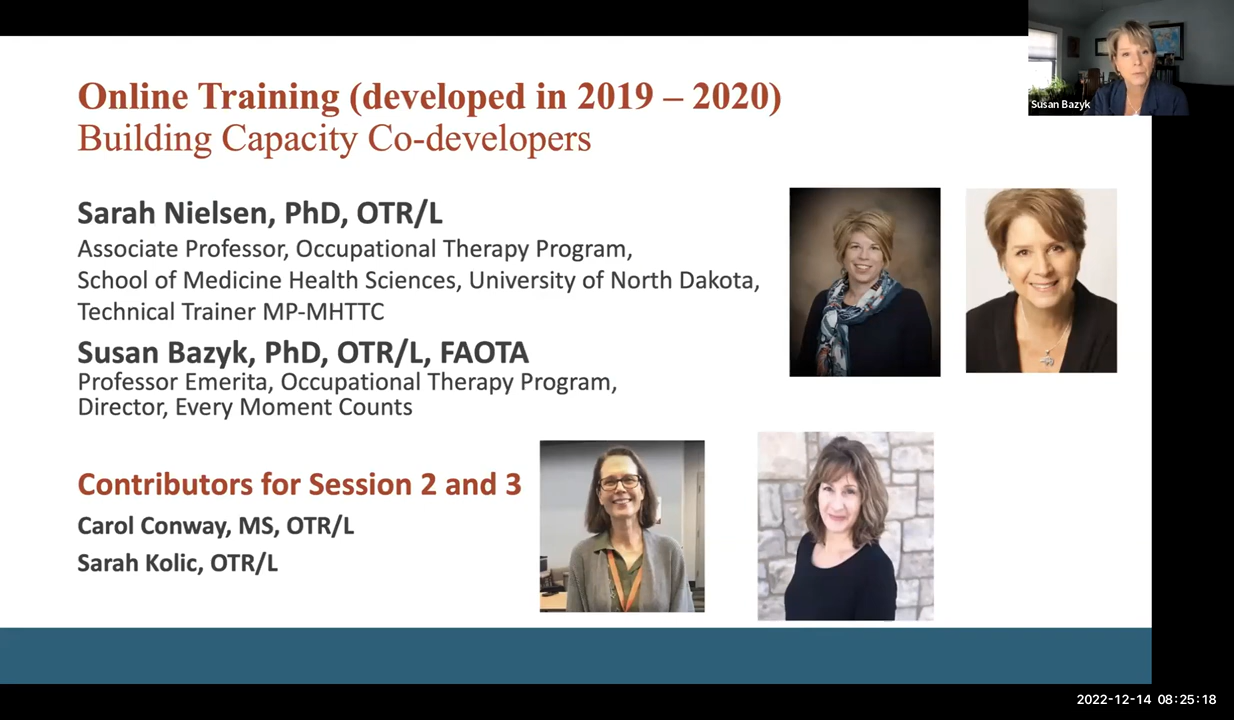 Online Training (developed in 2019 – 2020)
Building Capacity Co-developers
Susan Bazyk
Sarah Nielsen, PhD, OTR/L
Associate Professor, Occupational Therapy Program,
School of Medicine Health Sciences, University of North Dakota,
Technical Trainer MP-MHTTC
Susan Bazyk, PhD, OTR/L, FAOTA
Professor Emerita, Occupational Therapy Program,
Director, Every Moment Counts
Contributors for Session 2 and 3
Carol Conway, MS, OTR/L
Sarah Kolic, OTR/L
2022-12-14 08:25:18